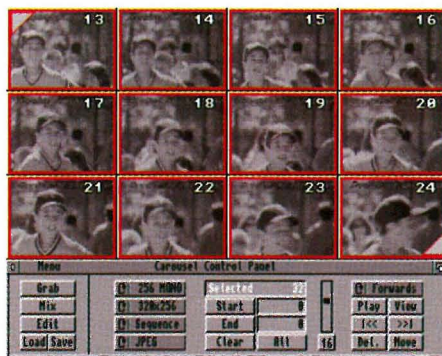 13 14 15 16
17 18 19 20
21 22 23 24
Menu Carousel Control Panel
Grab 256 MONO Selected 32 Forwards
Mix 320x256 Start 0 Play View
Edit Sequence End 0 |<< >>|
Load Save JPEG Clear All 16 Del. Move